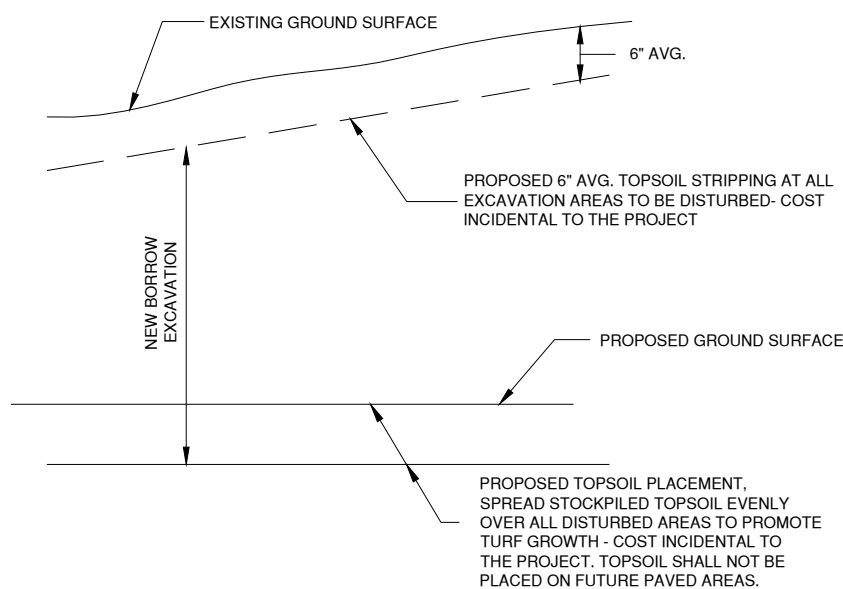 EXISTING GROUND SURFACE
6" AVG.
PROPOSED 6" AVG. TOPSOIL STRIPPING AT ALL
EXCAVATION AREAS TO BE DISTURBED- COST
INCIDENTAL TO THE PROJECT
NEW BORROW
EXCAVATION
PROPOSED GROUND SURFACE
PROPOSED TOPSOIL PLACEMENT,
SPREAD STOCKPILED TOPSOIL EVENLY
OVER ALL DISTURBED AREAS TO PROMOTE
TURF GROWTH - COST INCIDENTAL TO
THE PROJECT. TOPSOIL SHALL NOT BE
PLACED ON FUTURE PAVED AREAS.